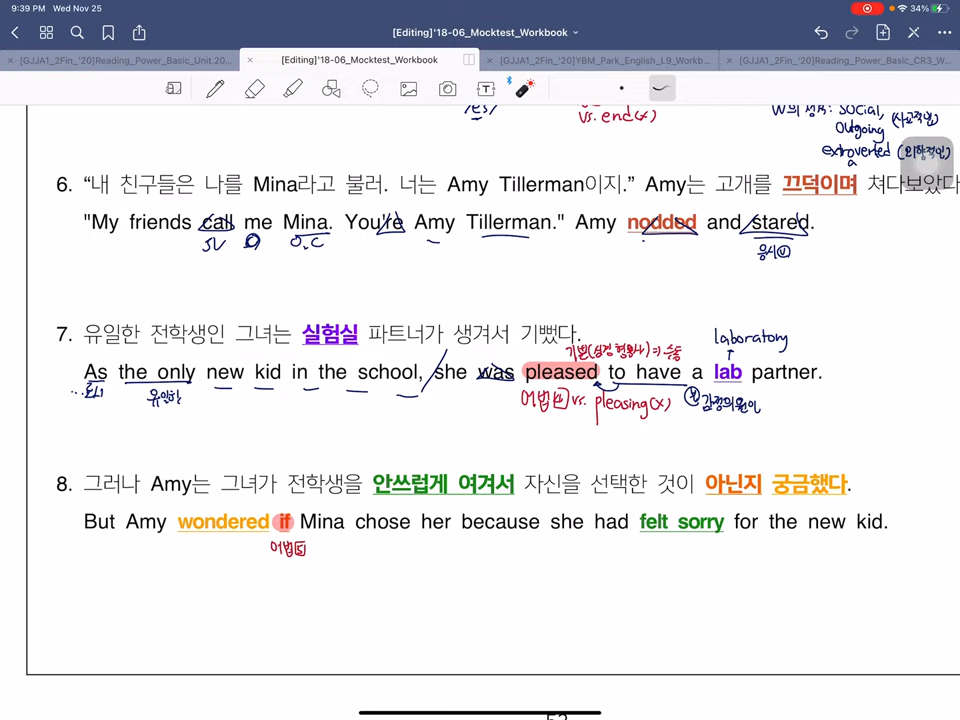 9:39 PM Wed Nov 25
34%
[Editing]'18-06_Mocktest_Workbook
[GJJA1_2Fin_'20]Reading_Power_Basic_Unit.20...
[Editing]'18-06_Mocktest_Workbook
[GJJA1_2Fin_'20]YBM_Park_English_L9_Workb...
[GJJA1_2Fin_'20]Reading_Power_Basic_CR3_W...
vs. end(x)
W의 성격: social, (사교적인)
outgoing
extroverted (외향적인)
6. “내 친구들은 나를 Mina라고 불러. 너는 Amy Tillerman이지.” Amy는 고개를 끄덕이며 쳐다보았다
"My friends call me Mina. You're Amy Tillerman." Amy nodded and stared.
5V O O.C 응시
7. 유일한 전학생인 그녀는 실험실 파트너가 생겨서 기뻤다.
laboratory
As the only new kid in the school, she was pleased to have a lab partner.
유일한 어법4 vs. pleasing(x) 감정의 원인
8. 그러나 Amy는 그녀가 전학생을 안쓰럽게 여겨서 자신을 선택한 것이 아닌지 궁금했다.
But Amy wondered if Mina chose her because she had felt sorry for the new kid.
어법5